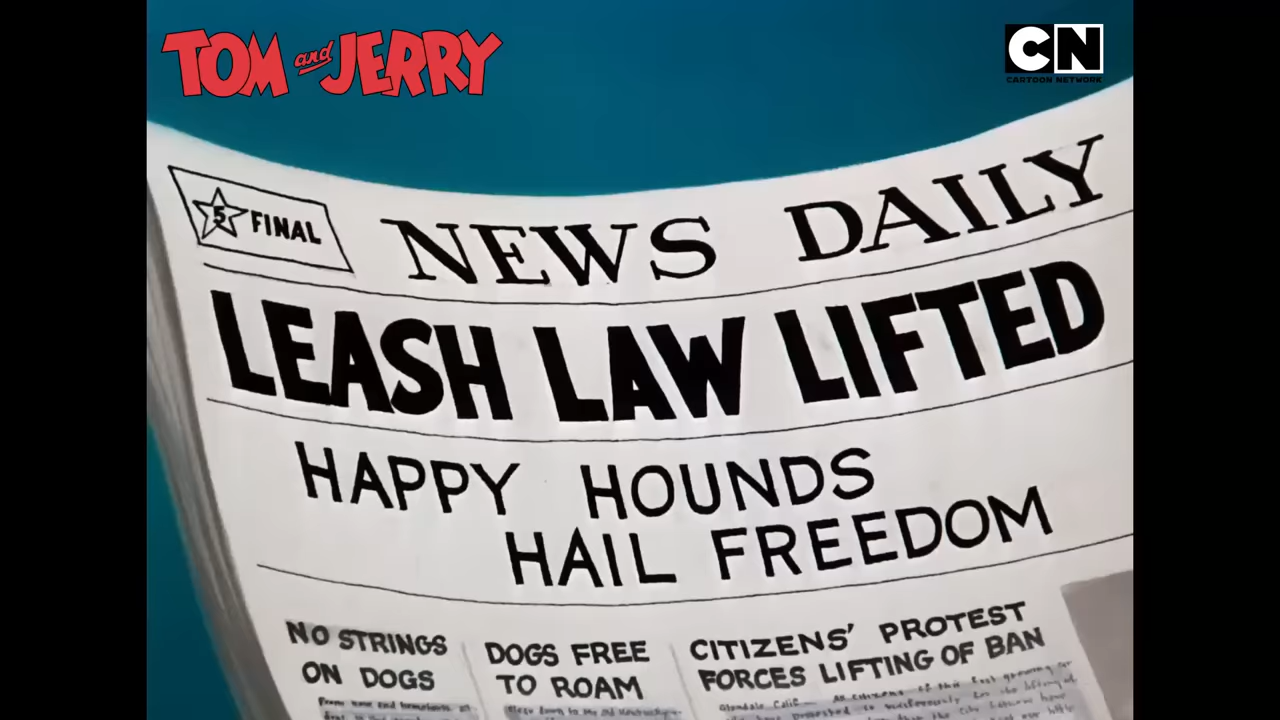 TOM and JERRY
CN
CARTOON NETWORK
5 FINAL
NEWS DAILY
LEASH LAW LIFTED
HAPPY HOUNDS
HAIL FREEDOM
NO STRINGS
ON DOGS
DOGS FREE
TO ROAM
CITIZENS' PROTEST
FORCES LIFTING OF BAN